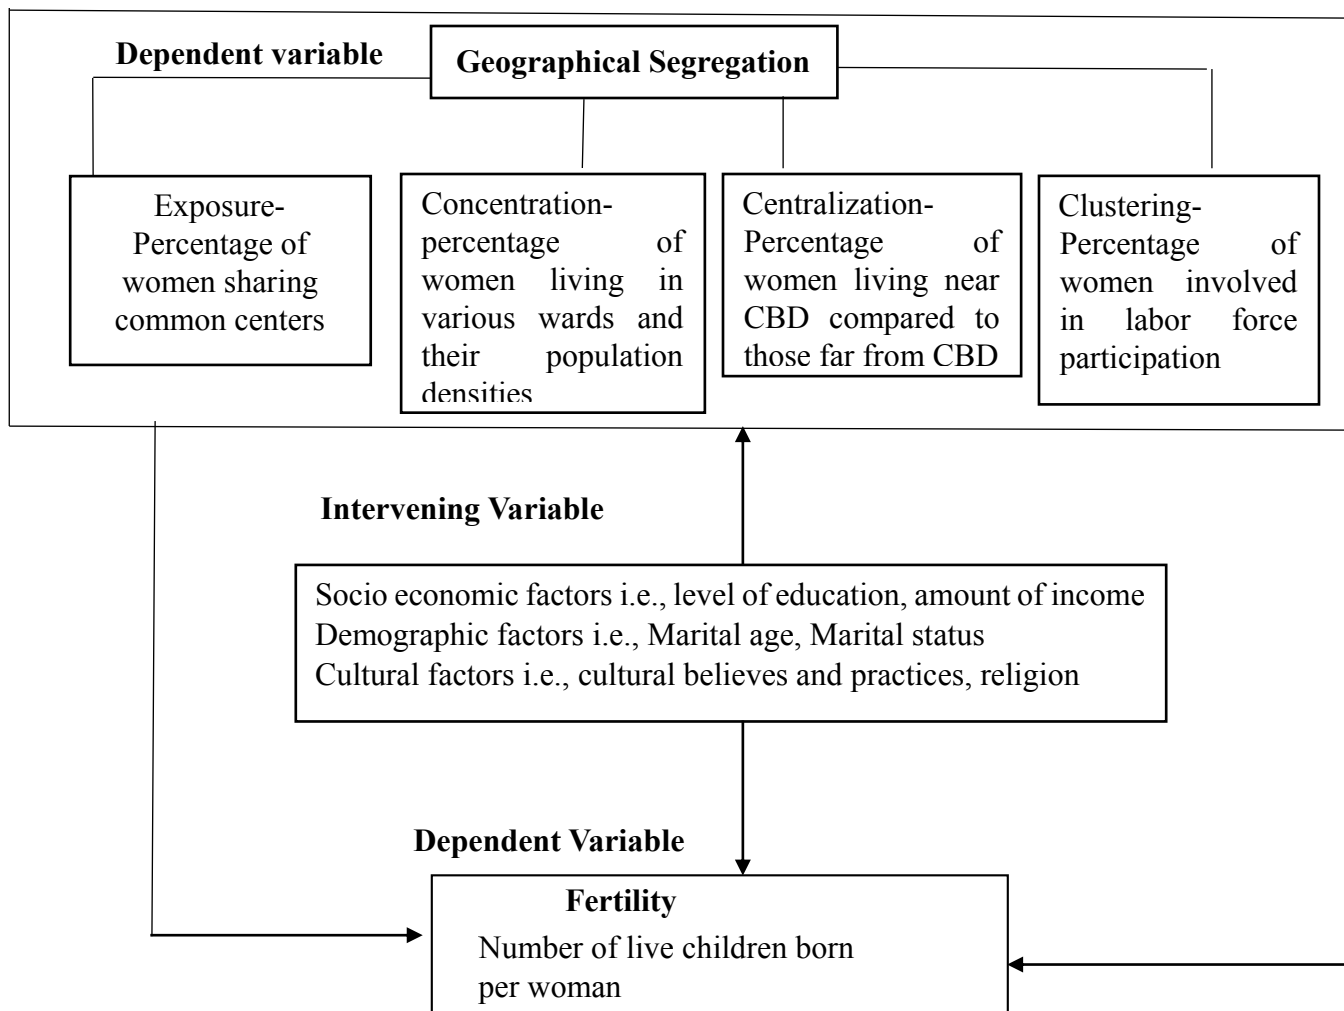 Dependent variable
Geographical Segregation
Exposure-
Percentage of
women sharing
common centers
Concentration-
percentage of
women living in
various wards and
their population
densities
Centralization-
Percentage of
women living near
CBD compared to
those far from CBD
Clustering-
Percentage of
women involved
in labor force
participation
Intervening Variable
Socio economic factors i.e., level of education, amount of income
Demographic factors i.e., Marital age, Marital status
Cultural factors i.e., cultural believes and practices, religion
Dependent Variable
Fertility
Number of live children born
per woman